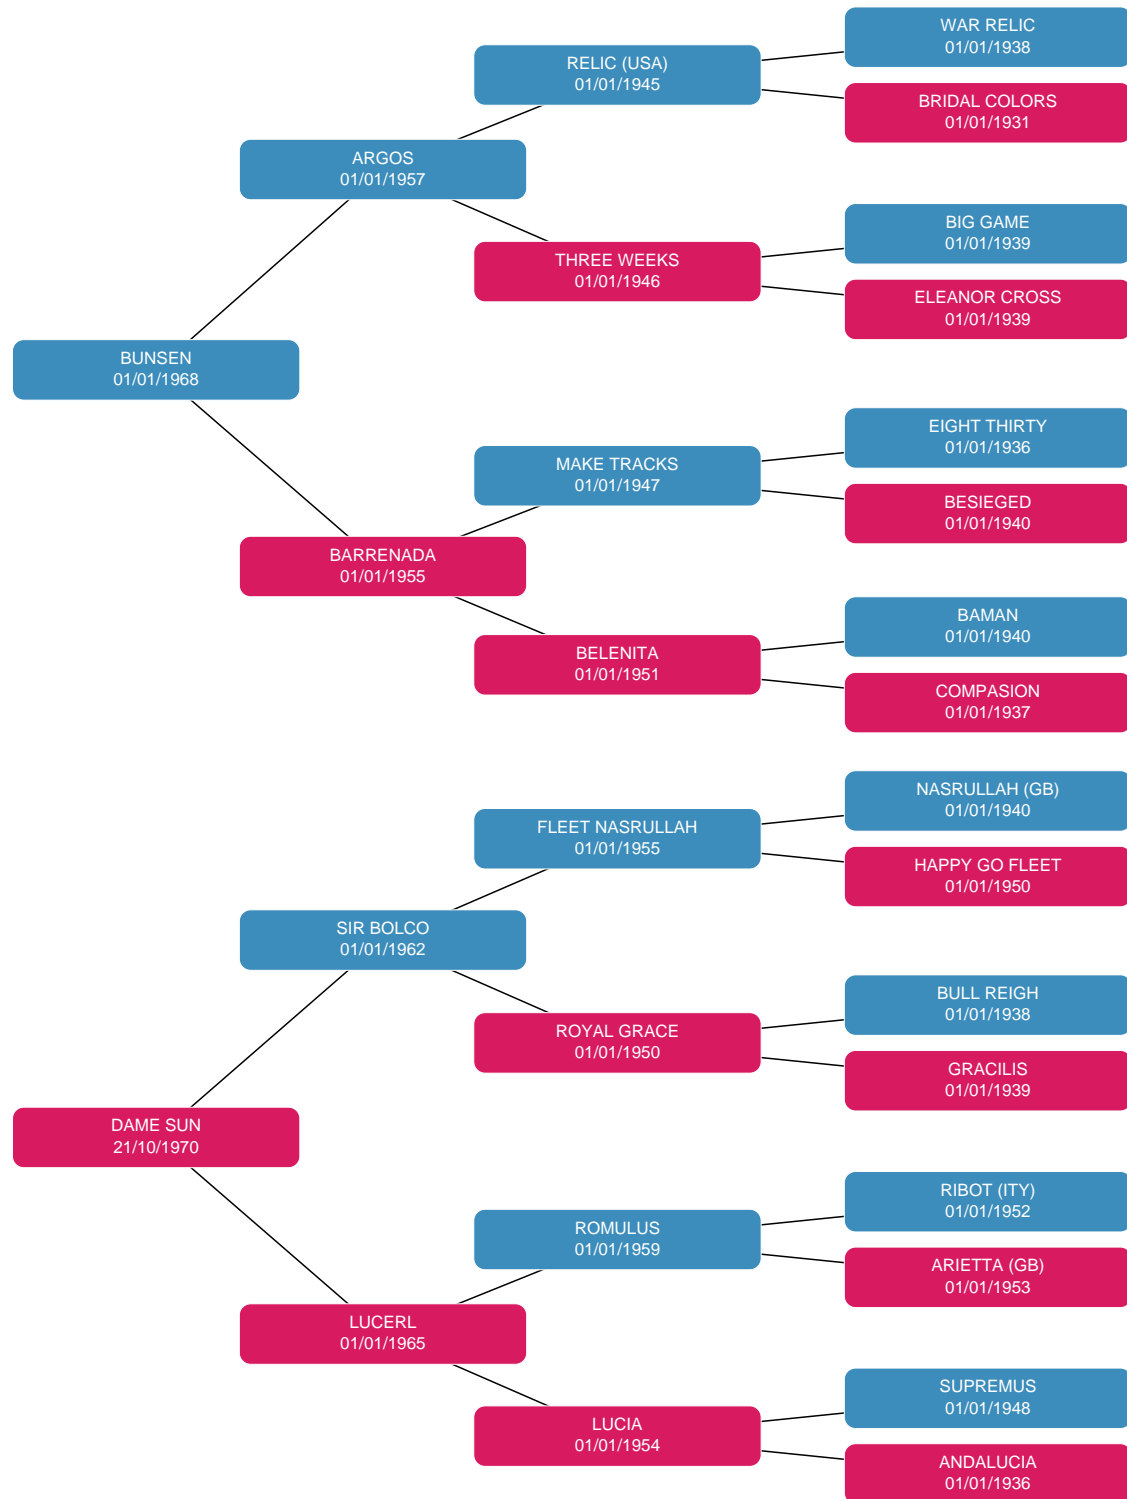 WAR RELIC
01/01/1938
RELIC (USA)
01/01/1945
BRIDAL COLORS
01/01/1931
ARGOS
01/01/1957
BIG GAME
01/01/1939
THREE WEEKS
01/01/1946
ELEANOR CROSS
01/01/1939
BUNSEN
01/01/1968
EIGHT THIRTY
01/01/1936
MAKE TRACKS
01/01/1947
BESIEGED
01/01/1940
BARRENADA
01/01/1955
BAMAN
01/01/1940
BELENITA
01/01/1951
COMPASION
01/01/1937
NASRULLAH (GB)
01/01/1940
FLEET NASRULLAH
01/01/1955
HAPPY GO FLEET
01/01/1950
SIR BOLCO
01/01/1962
BULL REIGH
01/01/1938
ROYAL GRACE
01/01/1950
GRACILIS
01/01/1939
DAME SUN
21/10/1970
RIBOT (ITY)
01/01/1952
ROMULUS
01/01/1959
ARIETTA (GB)
01/01/1953
LUCERL
01/01/1965
SUPREMUS
01/01/1948
LUCIA
01/01/1954
ANDALUCIA
01/01/1936